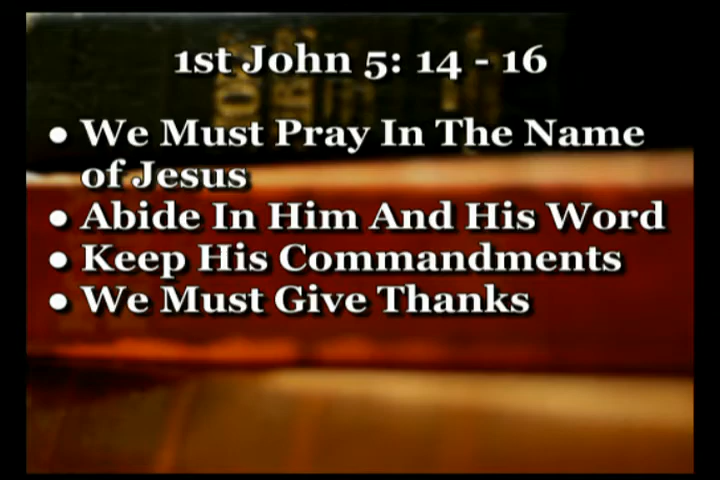 1st John 5: 14 - 16
● We Must Pray In The Name
of Jesus
● Abide In Him And His Word
● Keep His Commandments
● We Must Give Thanks